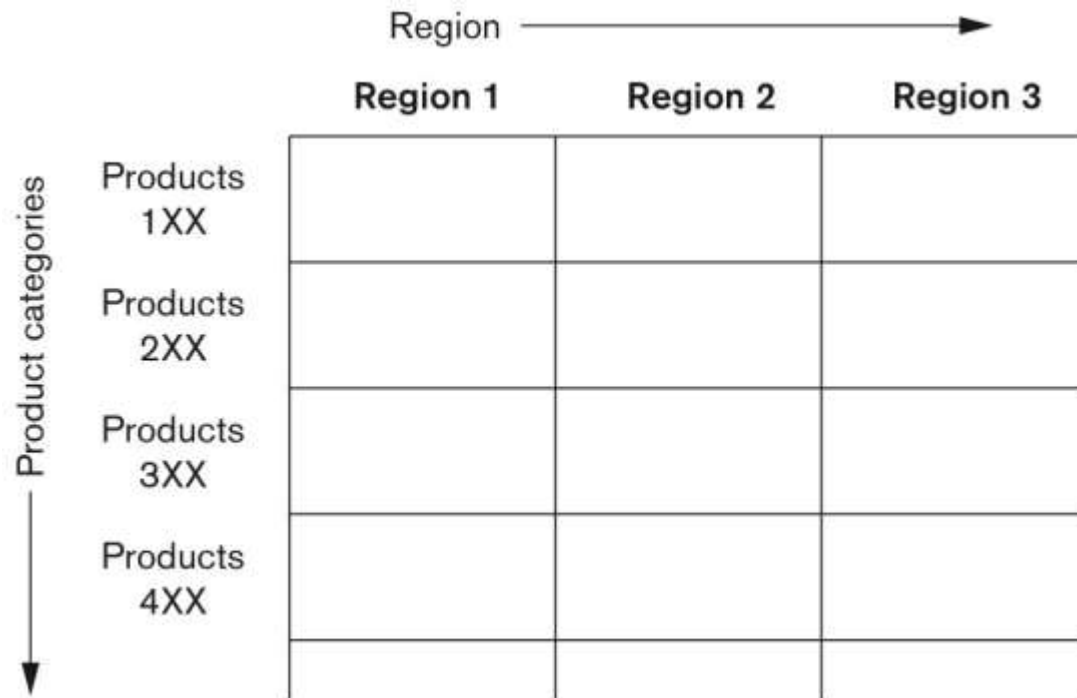 Region
Region 1 Region 2 Region 3
Product categories
Products
1XX
Products
2XX
Products
3XX
Products
4XX